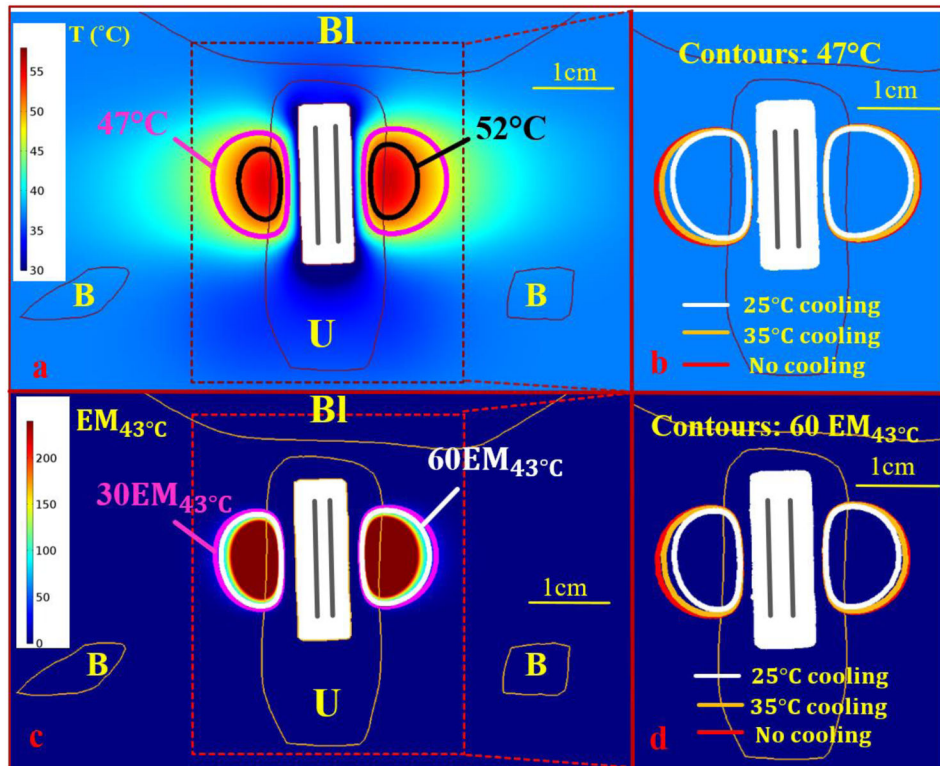 T (°C)
Bl
55
50
45
40
35
30
47°C
52°C
1cm
B
B
U
a
Contours: 47°C
1cm
25°C cooling
35°C cooling
No cooling
b
EM43°C
Bl
200
150
100
50
0
30EM43°C
60EM43°C
1cm
B
B
U
c
Contours: 60 EM43°C
1cm
25°C cooling
35°C cooling
No cooling
d